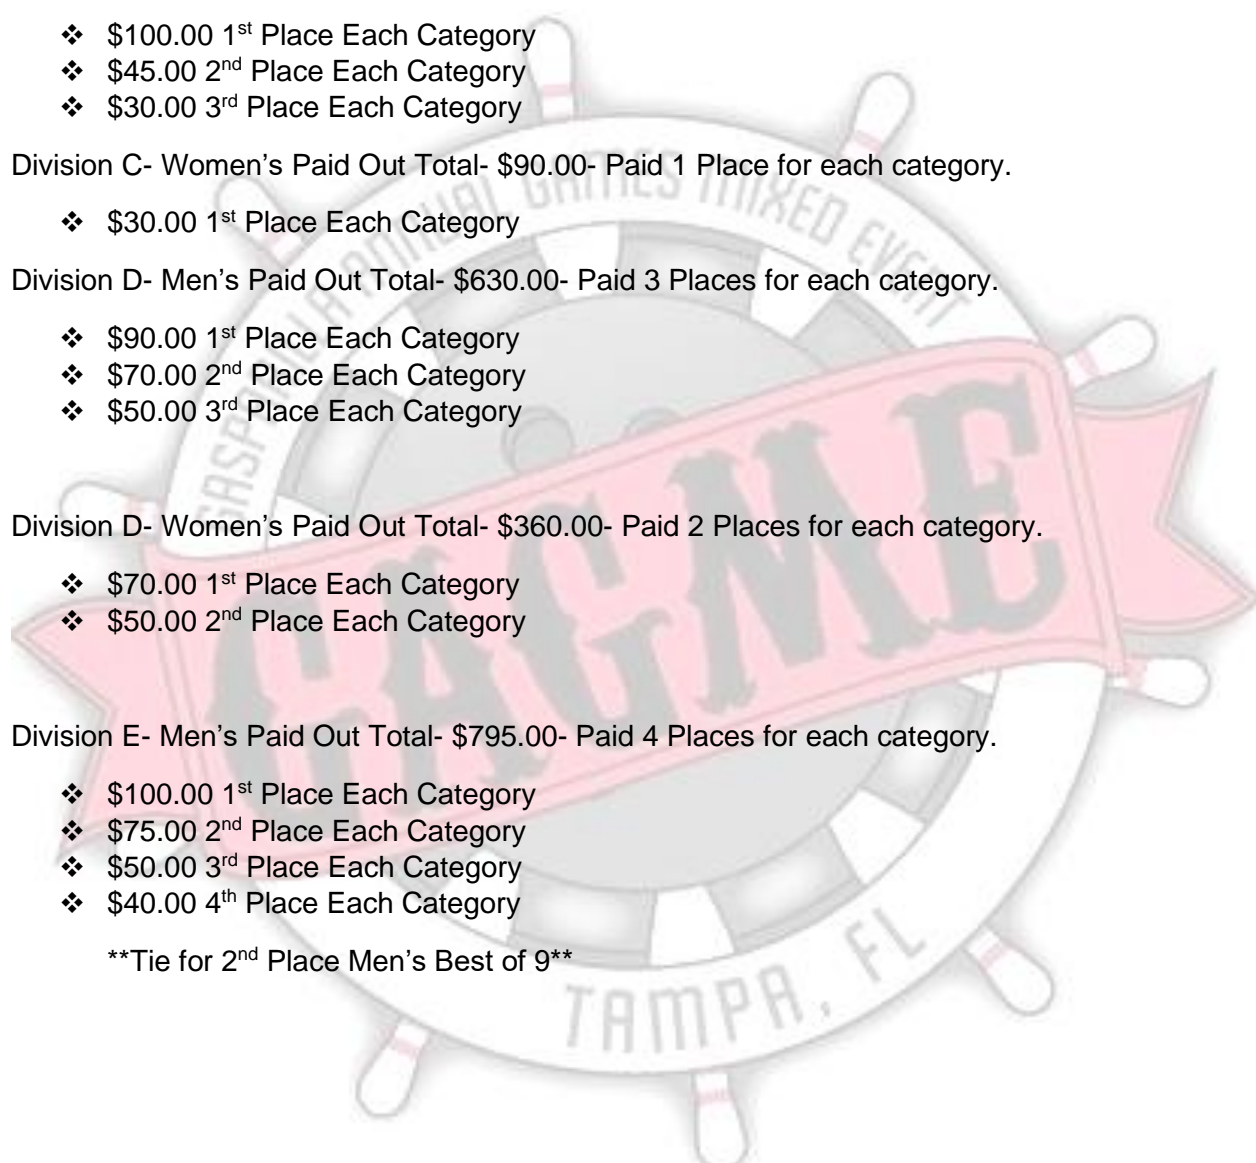 ❖ $100.00 1st Place Each Category
❖ $45.00 2nd Place Each Category
❖ $30.00 3rd Place Each Category
Division C- Women’s Paid Out Total- $90.00- Paid 1 Place for each category.
❖ $30.00 1st Place Each Category
Division D- Men’s Paid Out Total- $630.00- Paid 3 Places for each category.
❖ $90.00 1st Place Each Category
❖ $70.00 2nd Place Each Category
❖ $50.00 3rd Place Each Category
Division D- Women’s Paid Out Total- $360.00- Paid 2 Places for each category.
❖ $70.00 1st Place Each Category
❖ $50.00 2nd Place Each Category
Division E- Men’s Paid Out Total- $795.00- Paid 4 Places for each category.
❖ $100.00 1st Place Each Category
❖ $75.00 2nd Place Each Category
❖ $50.00 3rd Place Each Category
❖ $40.00 4th Place Each Category
**Tie for 2nd Place Men’s Best of 9**
GASPARILLA ANNUAL GAMES MIXED EVENT
GAGME
TAMPA, FL